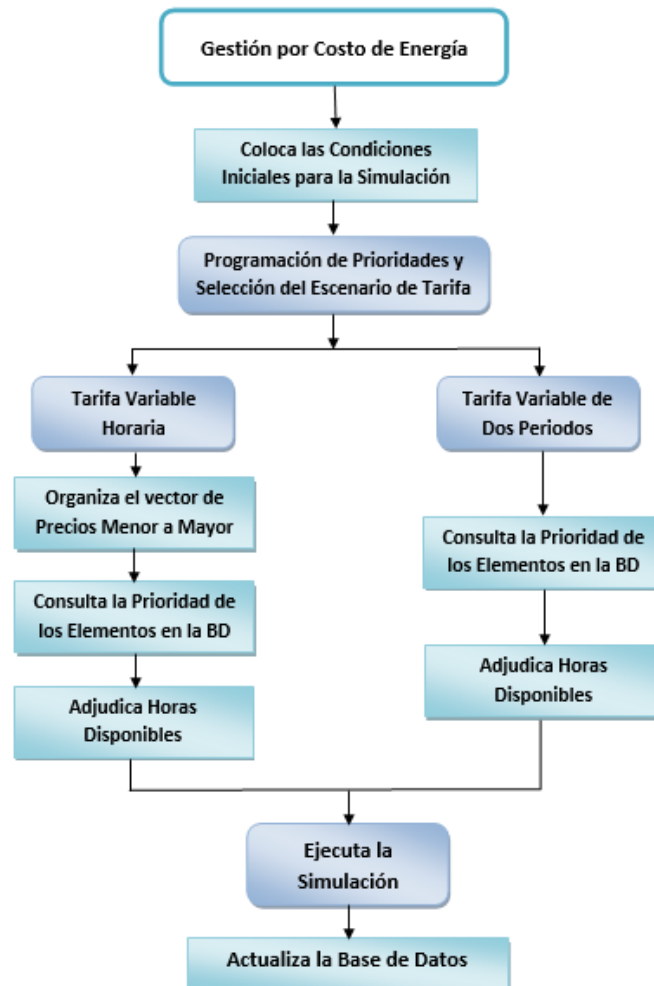 Gestión por Costo de Energía
Coloca las Condiciones
Iniciales para la Simulación
Programación de Prioridades y
Selección del Escenario de Tarifa
Tarifa Variable
Horaria
Organiza el vector de
Precios Menor a Mayor
Consulta la Prioridad de
los Elementos en la BD
Adjudica Horas
Disponibles
Tarifa Variable de
Dos Periodos
Consulta la Prioridad de
los Elementos en la BD
Adjudica Horas
Disponibles
Ejecuta la
Simulación
Actualiza la Base de Datos